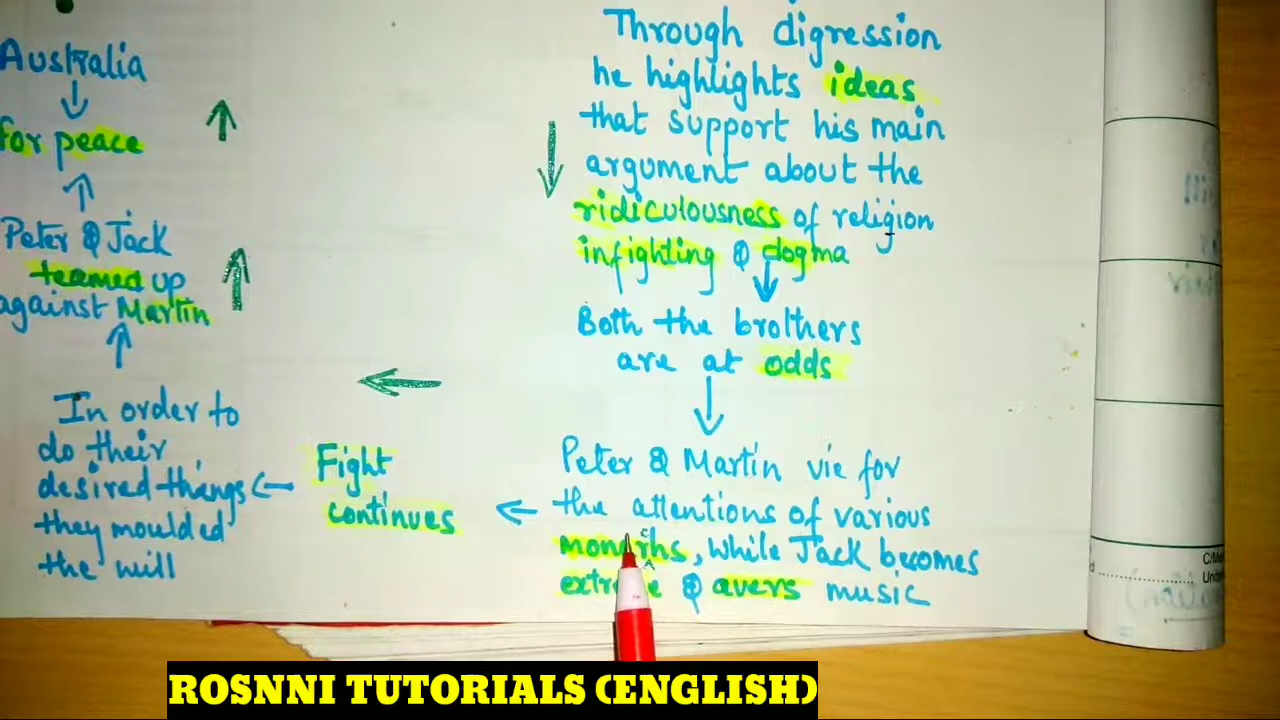 Through digression
he highlights ideas
that support his main
argument about the
ridiculousness of religion
infighting & dogma
Both the brothers
are at odds
Peter & Martin vie for
the attentions of various
, while Jack becomes
extreme & avers music
Fight
continues
In order to
do their
desired things
they moulded
the will
Peter & Jack
teamed up
against Martin
for peace
Australia
ROSNNI TUTORIALS (ENGLISH)